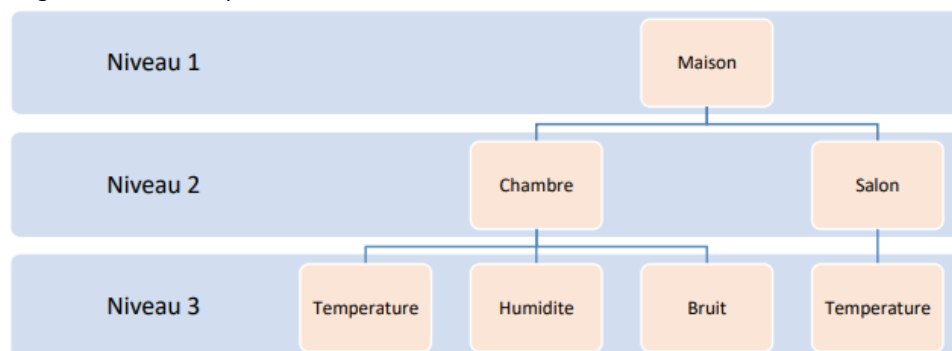 Niveau 1
Maison
Niveau 2
Chambre
Salon
Niveau 3
Temperature
Humidite
Bruit
Temperature